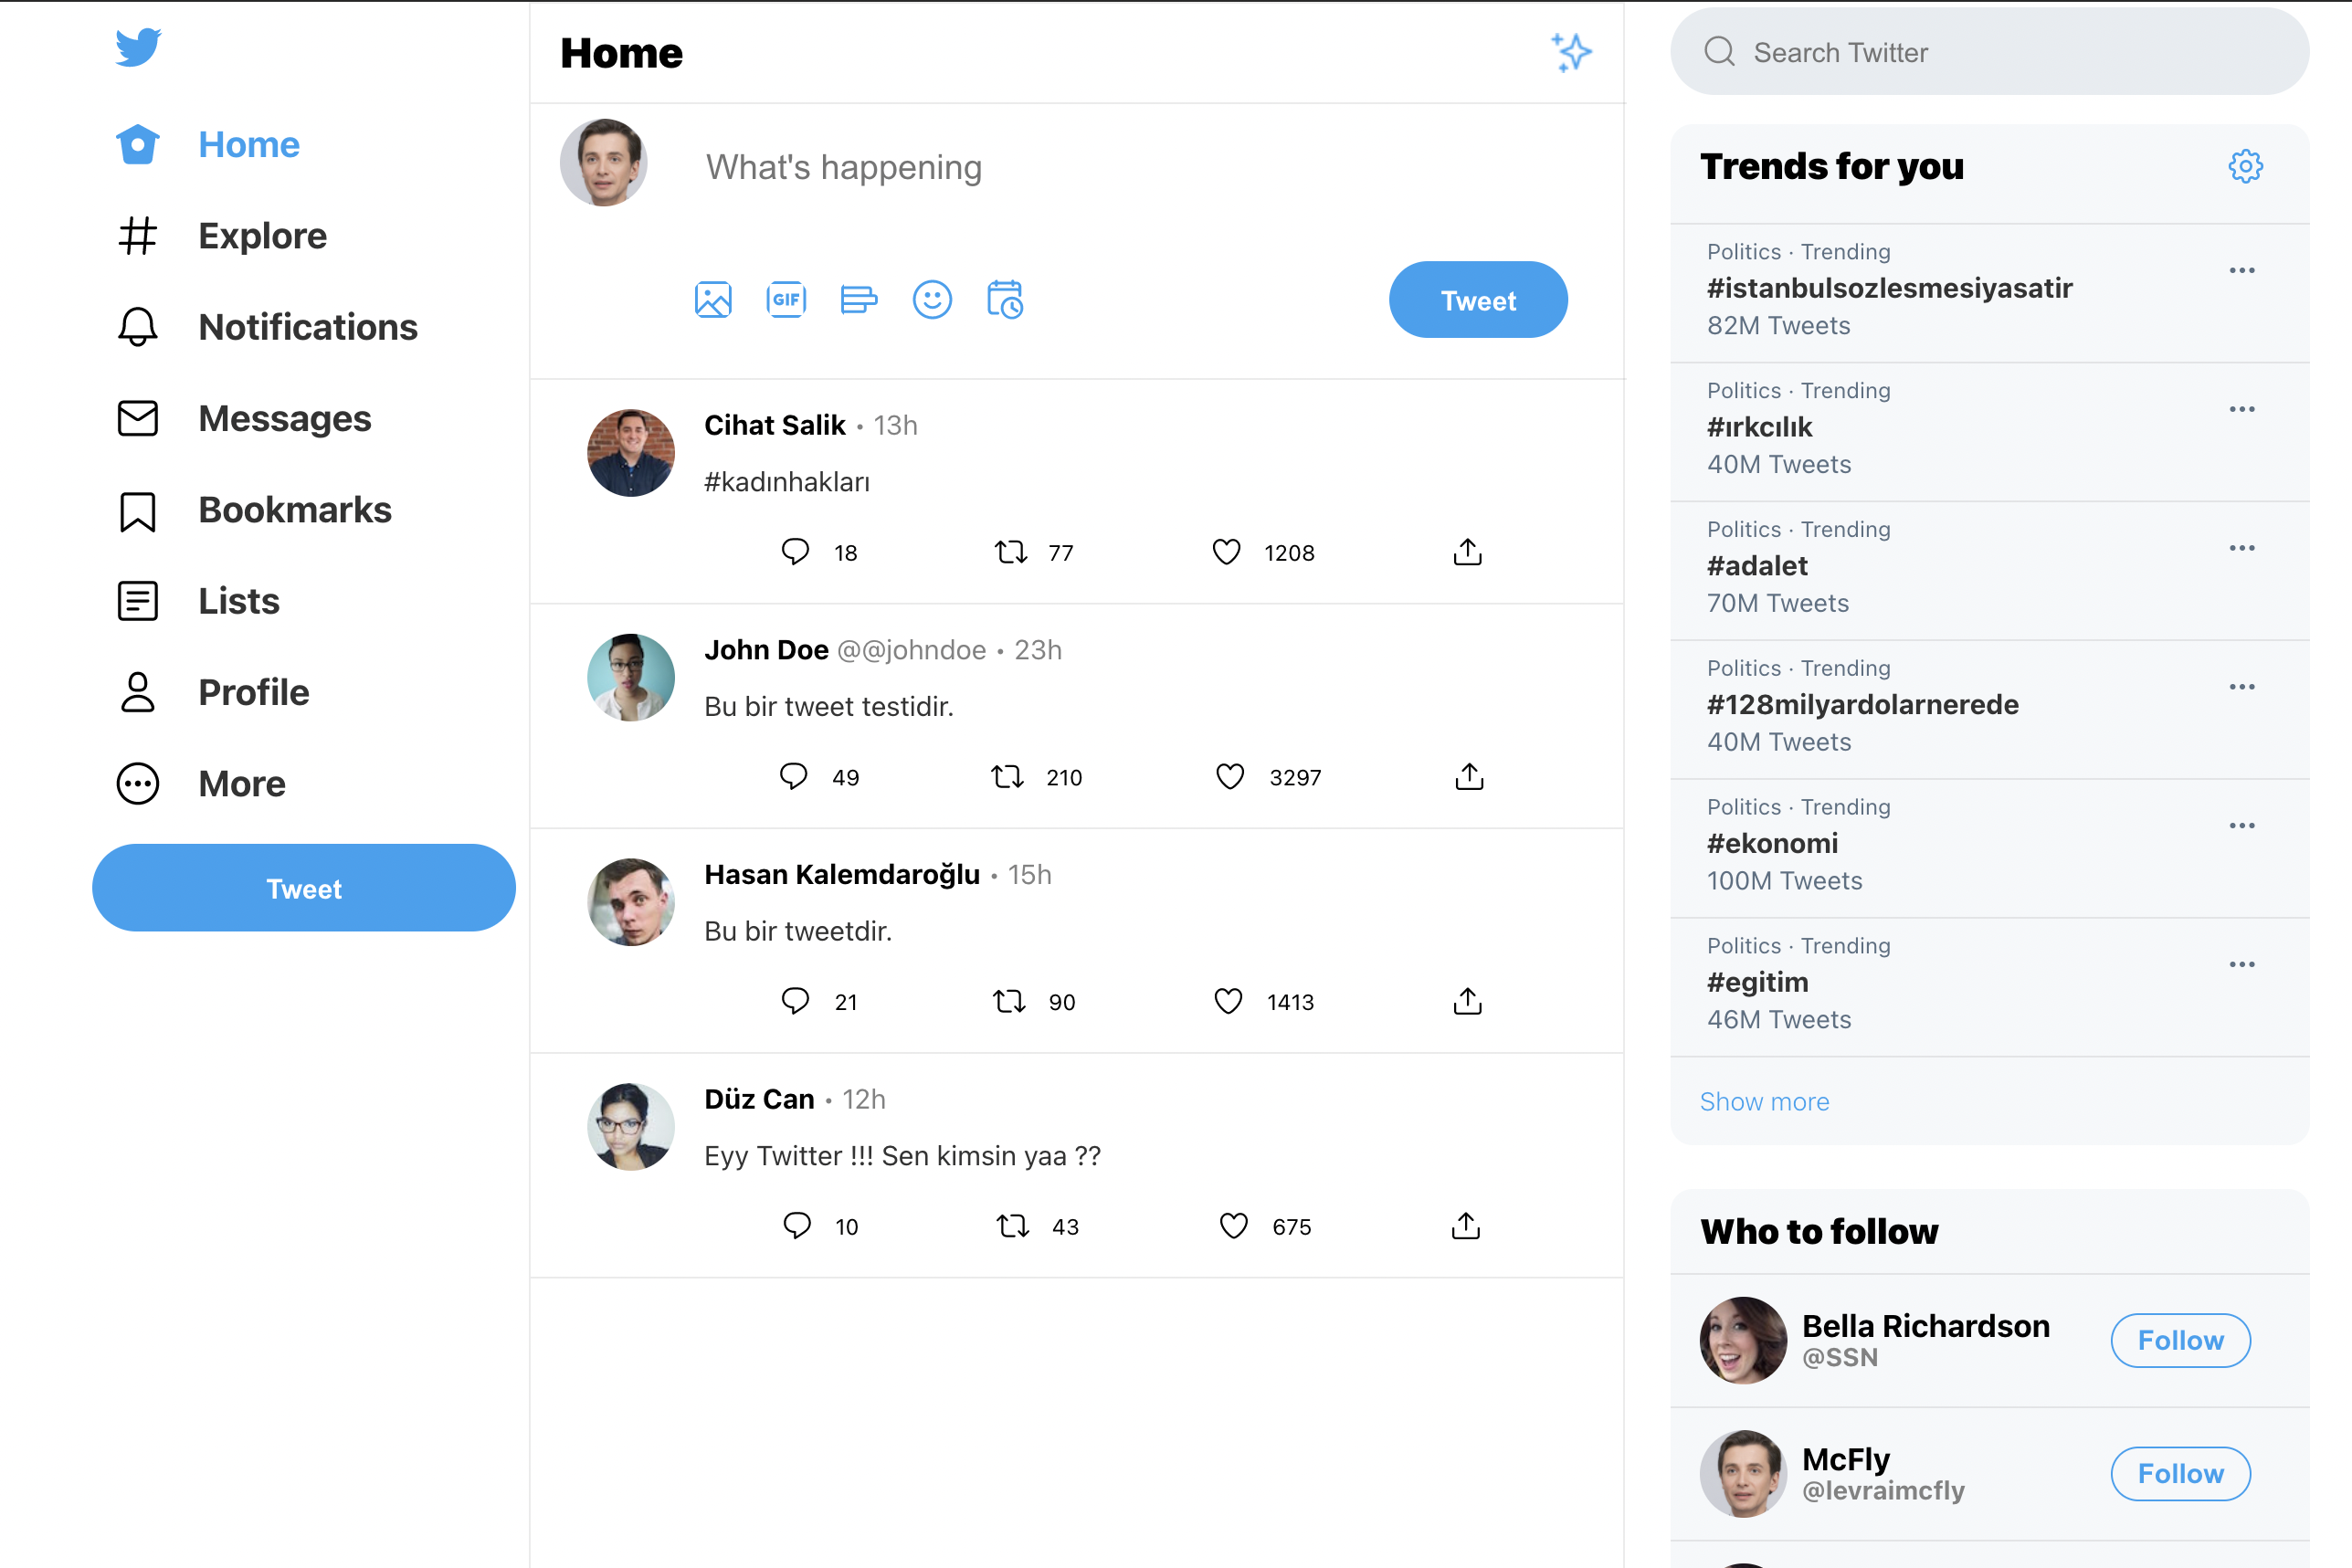 Home
Explore
Notifications
Messages
Bookmarks
Lists
Profile
More
Tweet
Home
What's happening
GIF
Tweet
Cihat Salik • 13h
#kadınhakları
18 77 1208
John Doe @@johndoe • 23h
Bu bir tweet testidir.
49 210 3297
Hasan Kalemdaroğlu • 15h
Bu bir tweetdir.
21 90 1413
Düz Can • 12h
Eyy Twitter !!! Sen kimsin yaa ??
10 43 675
Search Twitter
Trends for you
Politics · Trending
#istanbulsozlesmesiyasatir
82M Tweets
Politics · Trending
#ırkcılık
40M Tweets
Politics · Trending
#adalet
70M Tweets
Politics · Trending
#128milyardolarnerede
40M Tweets
Politics · Trending
#ekonomi
100M Tweets
Politics · Trending
#egitim
46M Tweets
Show more
Who to follow
Bella Richardson
@SSN
Follow
McFly
@levraimcfly
Follow